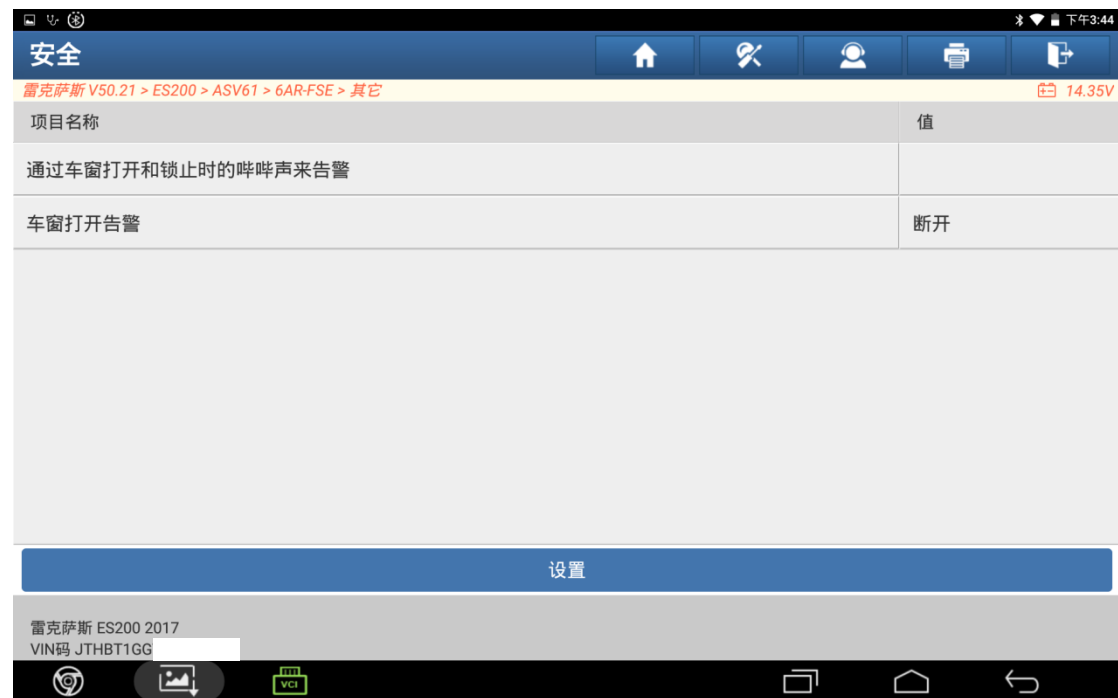 下午3:44
安全
雷克萨斯 V50.21 > ES200 > ASV61 > 6AR-FSE > 其它 14.35V
项目名称 值
通过车窗打开和锁止时的哔哔声来告警
车窗打开告警 断开
设置
雷克萨斯 ES200 2017
VIN码 JTHBT1GG
VCI